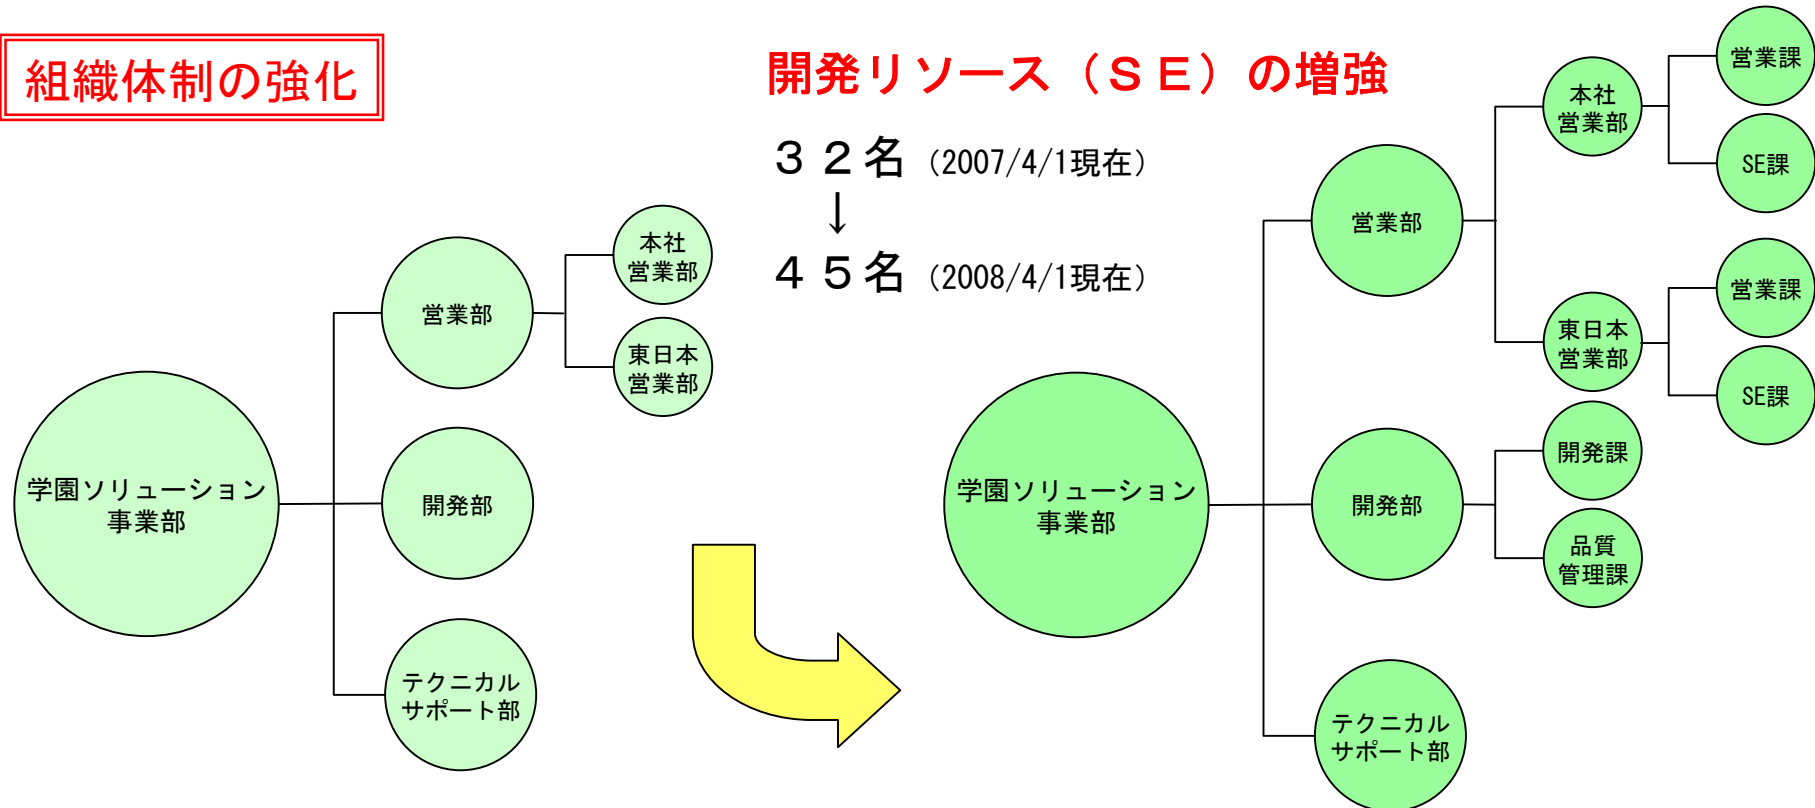 組織体制の強化
開発リソース（ＳＥ）の増強
３２名（2007/4/1現在）
↓
４５名（2008/4/1現在）
学園ソリューション
事業部
営業部
本社
営業部
東日本
営業部
開発部
テクニカル
サポート部
学園ソリューション
事業部
営業部
本社
営業部
営業課
SE課
東日本
営業部
営業課
SE課
開発部
開発課
品質
管理課
テクニカル
サポート部